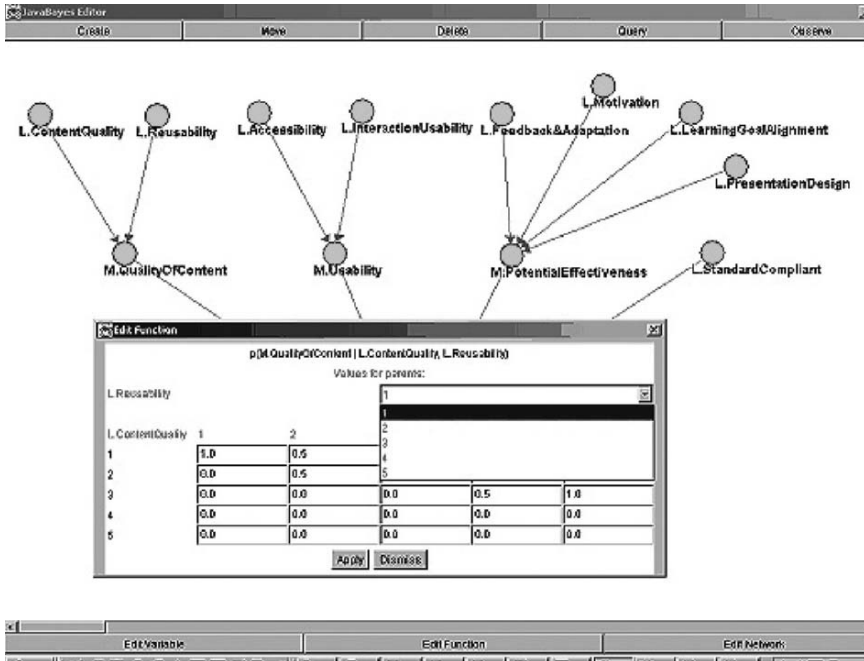 JavaBayes Editor
Create Move Delete Query Observe
L.Motivation
L.ContentQuality L.Reusability L.Accessibility L.InteractionUsability L.Feedback&Adaptation L.LearningGoalAlignment
L.PresentationDesign
M.QualityOfContent M.Usability M.PotentialEffectiveness L.StandardCompliant
Edit Function
p(M.QualityOfContent | L.ContentQuality, L.Reusability)
Values for parents:
L.Reusability 1
1
L.ContentQuality 1 2 2
3
1 1.0 0.5 4
2 0.0 0.5 5
3 0.0 0.0 0.0 0.5 1.0
4 0.0 0.0 0.0 0.0 0.0
5 0.0 0.0 0.0 0.0 0.0
Apply Dismiss
Edit Variable Edit Function Edit Network